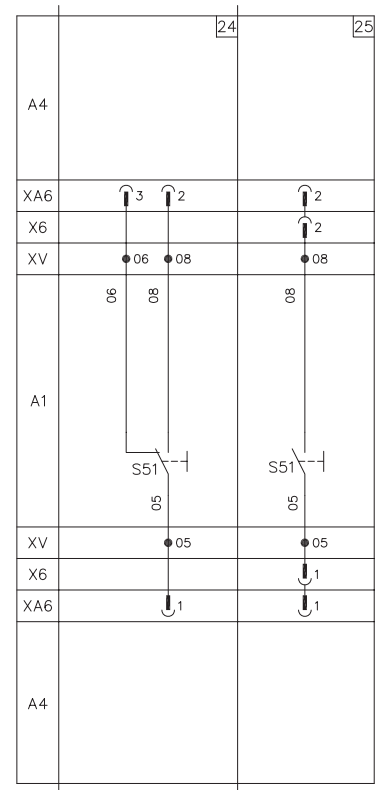 24 25
A4
XA6 3 2 2
X6 2
XV 06 08 08
06 08 08
A1
S51 S51
05 05
XV 05 05
X6 1
XA6 1 1
A4